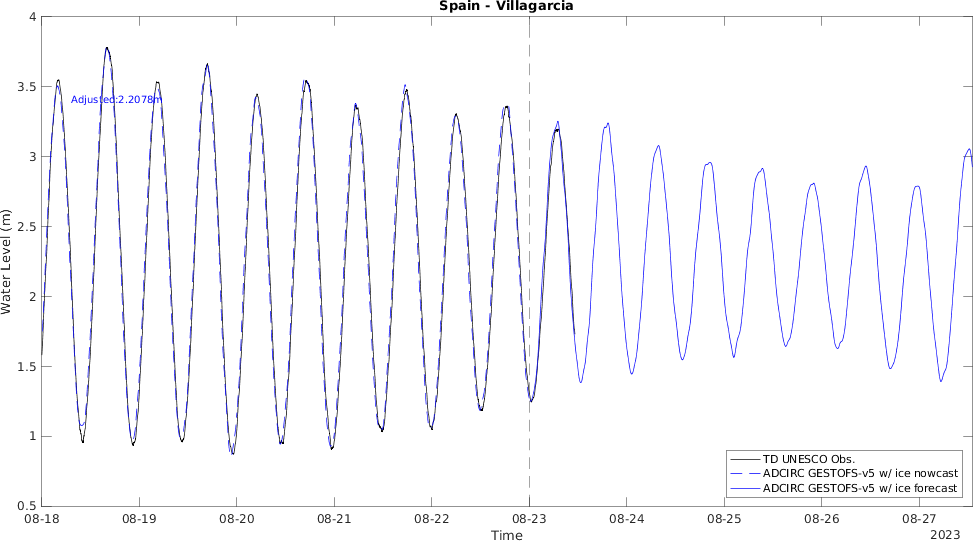 Spain - Villagarcia
4
3.5
3
2.5
2
1.5
1
0.5
Water Level (m)
Adjusted:2.2078m
TD UNESCO Obs.
ADCIRC GESTOFS-v5 w/ ice nowcast
ADCIRC GESTOFS-v5 w/ ice forecast
08-18 08-19 08-20 08-21 08-22 08-23 08-24 08-25 08-26 08-27
Time
2023